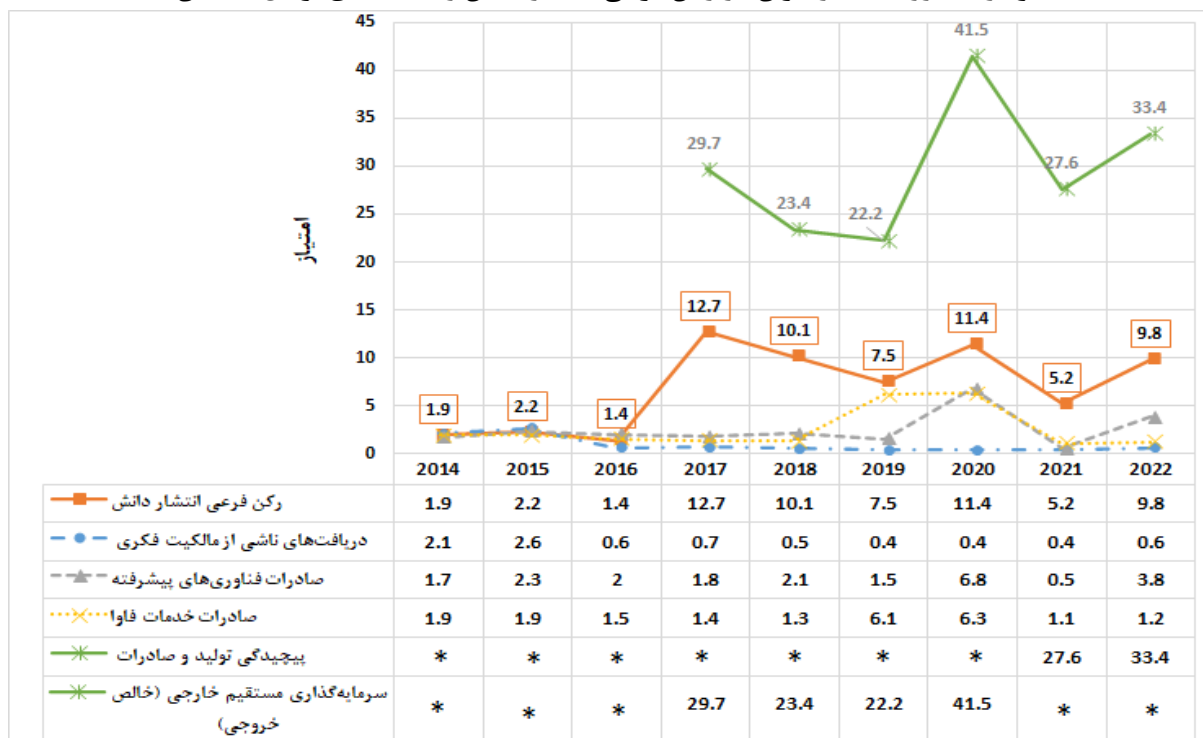 45
40
35
30
25
20
15
10
5
0
امتیاز
29.7
23.4
22.2
41.5
27.6
33.4
1.9
2.2
1.4
12.7
10.1
7.5
11.4
5.2
9.8
2014 2015 2016 2017 2018 2019 2020 2021 2022
رکن فرعی انتشار دانش 1.9 2.2 1.4 12.7 10.1 7.5 11.4 5.2 9.8
دریافت‌های ناشی از مالکیت فکری 2.1 2.6 0.6 0.7 0.5 0.4 0.4 0.4 0.6
صادرات فناوری‌های پیشرفته 1.7 2.3 2 1.8 2.1 1.5 6.8 0.5 3.8
صادرات خدمات فاوا 1.9 1.9 1.5 1.4 1.3 6.1 6.3 1.1 1.2
پیچیدگی تولید و صادرات * * * * * * * 27.6 33.4
سرمایه‌گذاری مستقیم خارجی (خالص
خروجی) * * * 29.7 23.4 22.2 41.5 * *